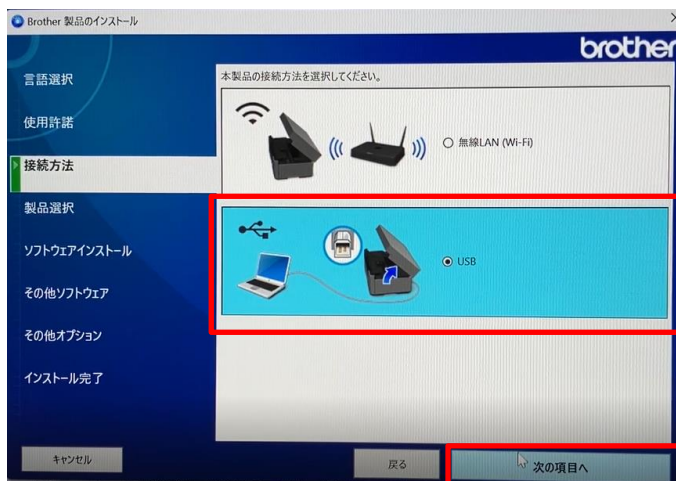 Brother 製品のインストール
brother
言語選択
使用許諾
接続方法
製品選択
ソフトウェアインストール
その他ソフトウェア
その他オプション
インストール完了
本製品の接続方法を選択してください。
無線LAN (Wi-Fi)
USB
キャンセル
戻る
次の項目へ